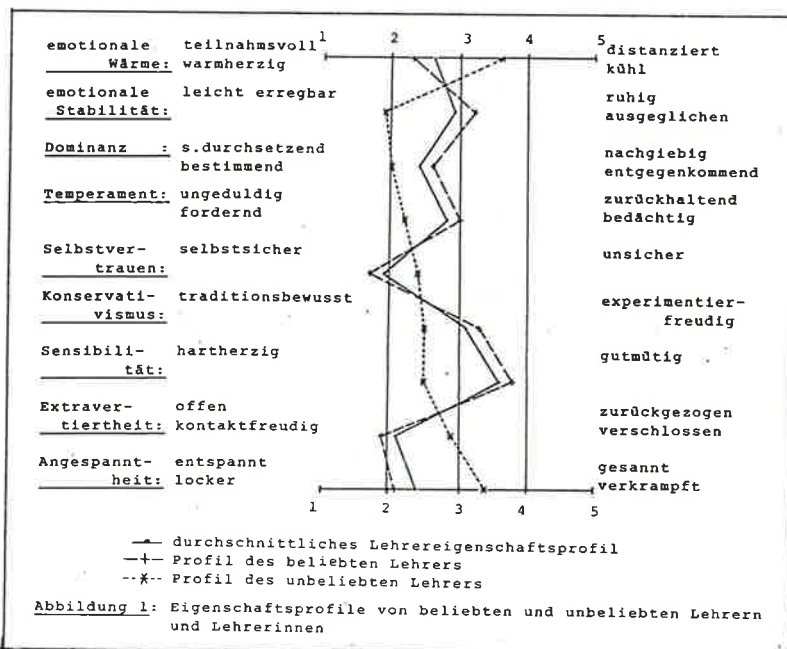 1 2 3 4 5
emotionale teilnahmsvoll distanziert
Wärme: warmherzig kühl
emotionale leicht erregbar ruhig
Stabilität: ausgeglichen
Dominanz : s.durchsetzend nachgiebig
bestimmend entgegenkommend
Temperament: ungeduldig zurückhaltend
fordernd bedächtig
Selbstver- selbstsicher unsicher
trauen:
Konservati- traditionsbewusst experimentier-
vismus: freudig
Sensibili- hartherzig gutmütig
tät:
Extraver- offen zurückgezogen
tiertheit: kontaktfreudig verschlossen
Angespannt- entspannt gesannt
heit: locker verkrampft
1 2 3 4 5
durchschnittliches Lehrereigenschaftsprofil
Profil des beliebten Lehrers
Profil des unbeliebten Lehrers
Abbildung 1: Eigenschaftsprofile von beliebten und unbeliebten Lehrern
und Lehrerinnen